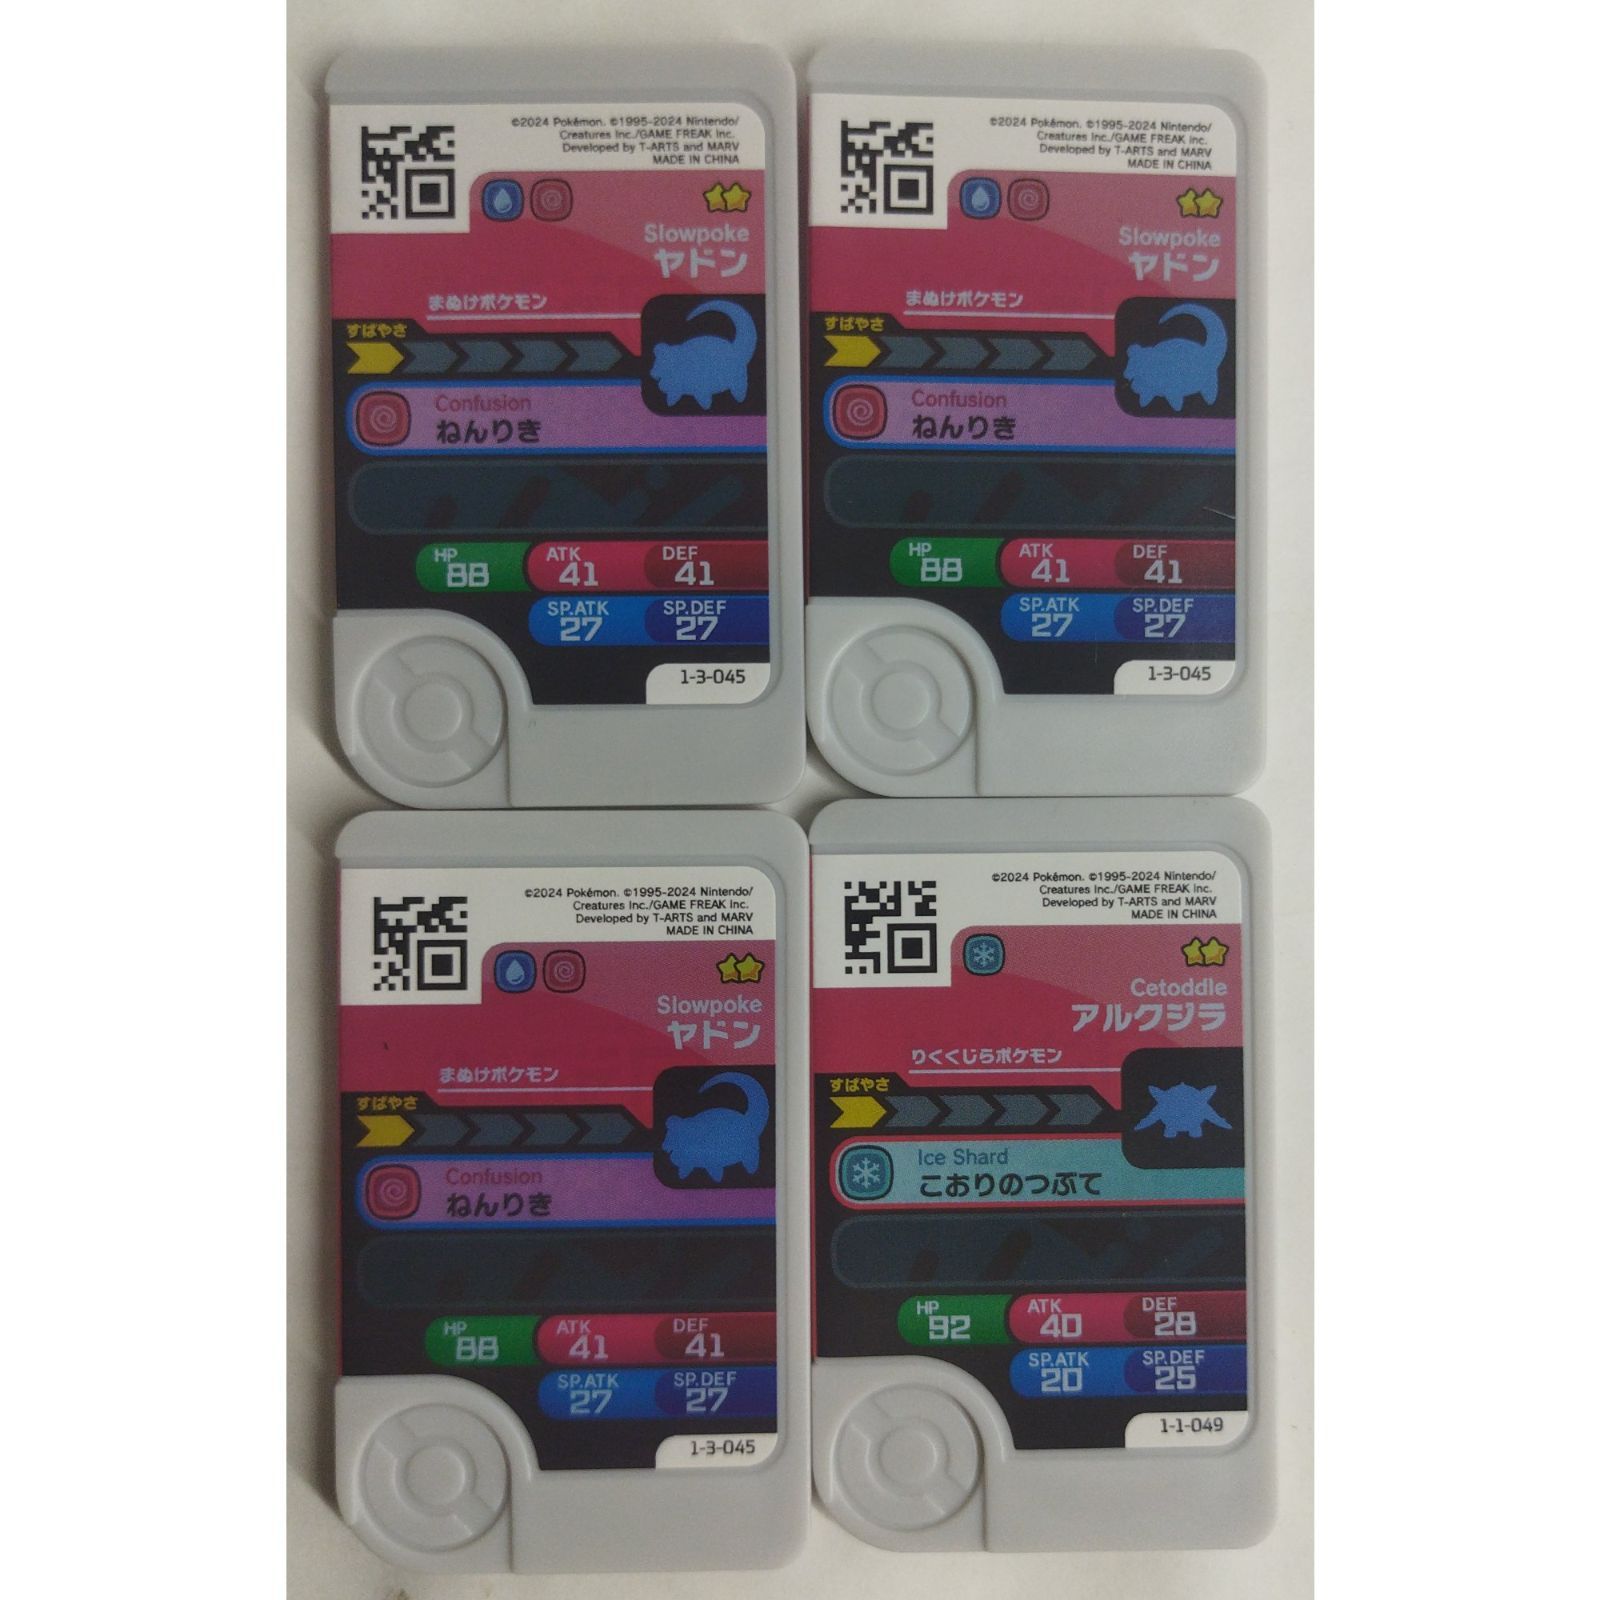 ©2024 Pokémon. ©1995-2024 Nintendo/
Creatures Inc./GAME FREAK inc.
Developed by T-ARTS and MARV
MADE IN CHINA
Slowpoke
ヤドン
まぬけポケモン
すばやさ
Confusion
ねんりき
HP 88 ATK 41 DEF 41
SP.ATK 27 SP.DEF 27
1-3-045
©2024 Pokémon. ©1995-2024 Nintendo/
Creatures Inc./GAME FREAK inc.
Developed by T-ARTS and MARV
MADE IN CHINA
Slowpoke
ヤドン
まぬけポケモン
すばやさ
Confusion
ねんりき
HP 88 ATK 41 DEF 41
SP.ATK 27 SP.DEF 27
1-3-045
©2024 Pokémon. ©1995-2024 Nintendo/
Creatures Inc./GAME FREAK inc.
Developed by T-ARTS and MARV
MADE IN CHINA
Slowpoke
ヤドン
まぬけポケモン
すばやさ
Confusion
ねんりき
HP 88 ATK 41 DEF 41
SP.ATK 27 SP.DEF 27
1-3-045
©2024 Pokémon. ©1995-2024 Nintendo/
Creatures Inc./GAME FREAK inc.
Developed by T-ARTS and MARV
MADE IN CHINA
Cetoddle
アルクジラ
りくくじらポケモン
すばやさ
Ice Shard
こおりのつぶて
HP 92 ATK 40 DEF 28
SP.ATK 20 SP.DEF 25
1-1-049